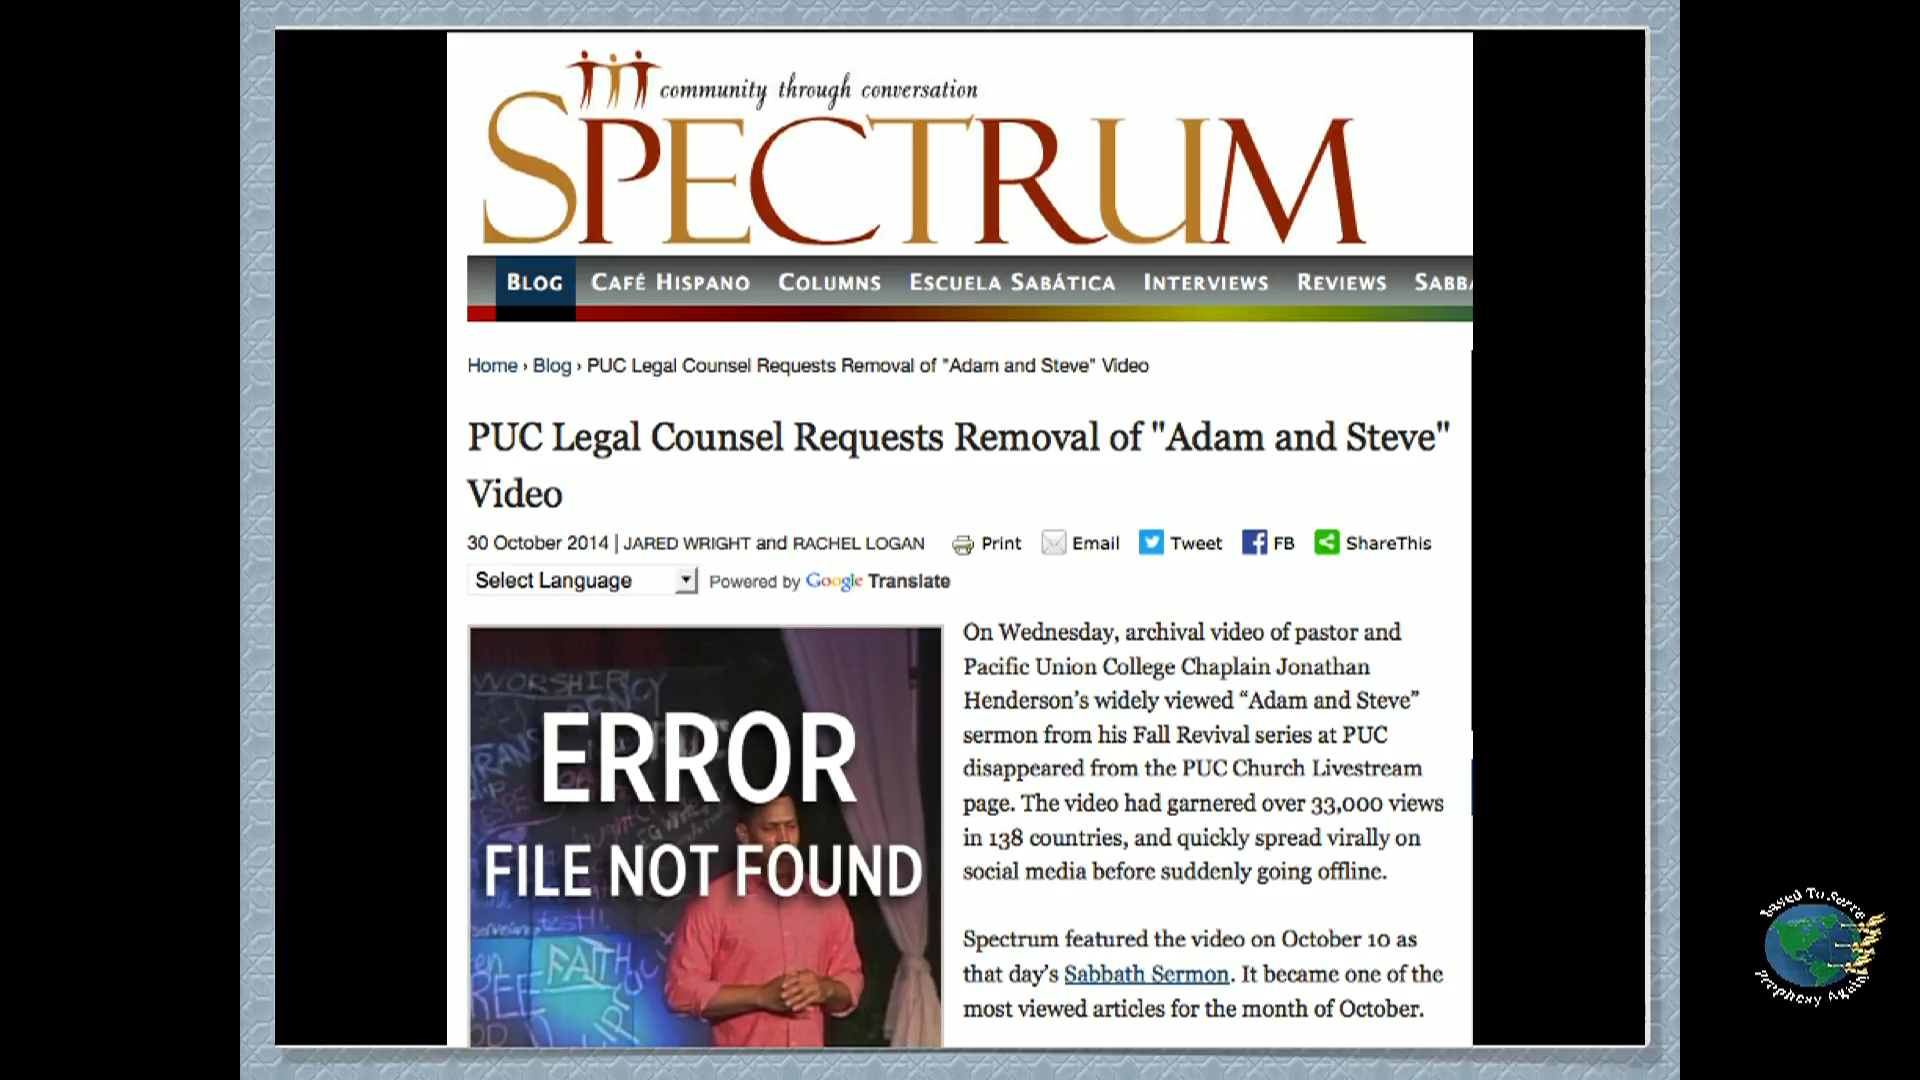 community through conversation
SPECTRUM
BLOG CAFÉ HISPANO COLUMNS ESCUELA SABÁTICA INTERVIEWS REVIEWS SABBA
Home › Blog › PUC Legal Counsel Requests Removal of "Adam and Steve" Video
PUC Legal Counsel Requests Removal of "Adam and Steve"
Video
30 October 2014 | JARED WRIGHT and RACHEL LOGAN Print Email Tweet FB ShareThis
Select Language Powered by Google Translate
WORSHIP
ERROR
FILE NOT FOUND
FAITH
On Wednesday, archival video of pastor and
Pacific Union College Chaplain Jonathan
Henderson's widely viewed “Adam and Steve”
sermon from his Fall Revival series at PUC
disappeared from the PUC Church Livestream
page. The video had garnered over 33,000 views
in 138 countries, and quickly spread virally on
social media before suddenly going offline.
Spectrum featured the video on October 10 as
that day's Sabbath Sermon. It became one of the
most viewed articles for the month of October.
Prophesy Again